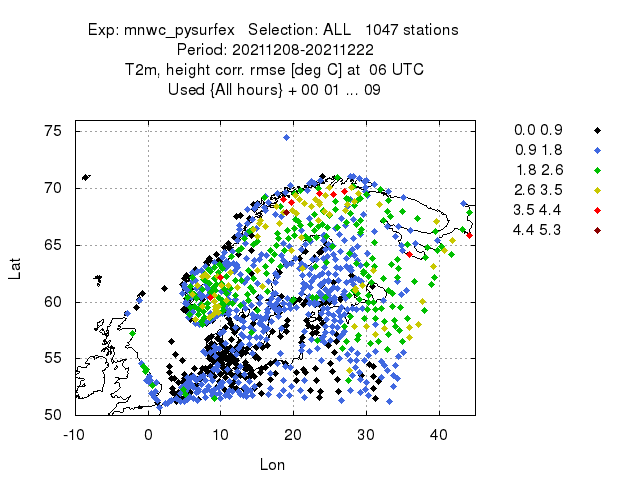 Exp: mnwc_pysurfex   Selection: ALL   1047 stations
Period: 20211208-20211222
T2m, height corr. rmse [deg C] at  06 UTC
Used {All hours} + 00 01 ... 09
75
70
65
60
55
50
-10 0 10 20 30 40
Lat
Lon
0.0 0.9
0.9 1.8
1.8 2.6
2.6 3.5
3.5 4.4
4.4 5.3